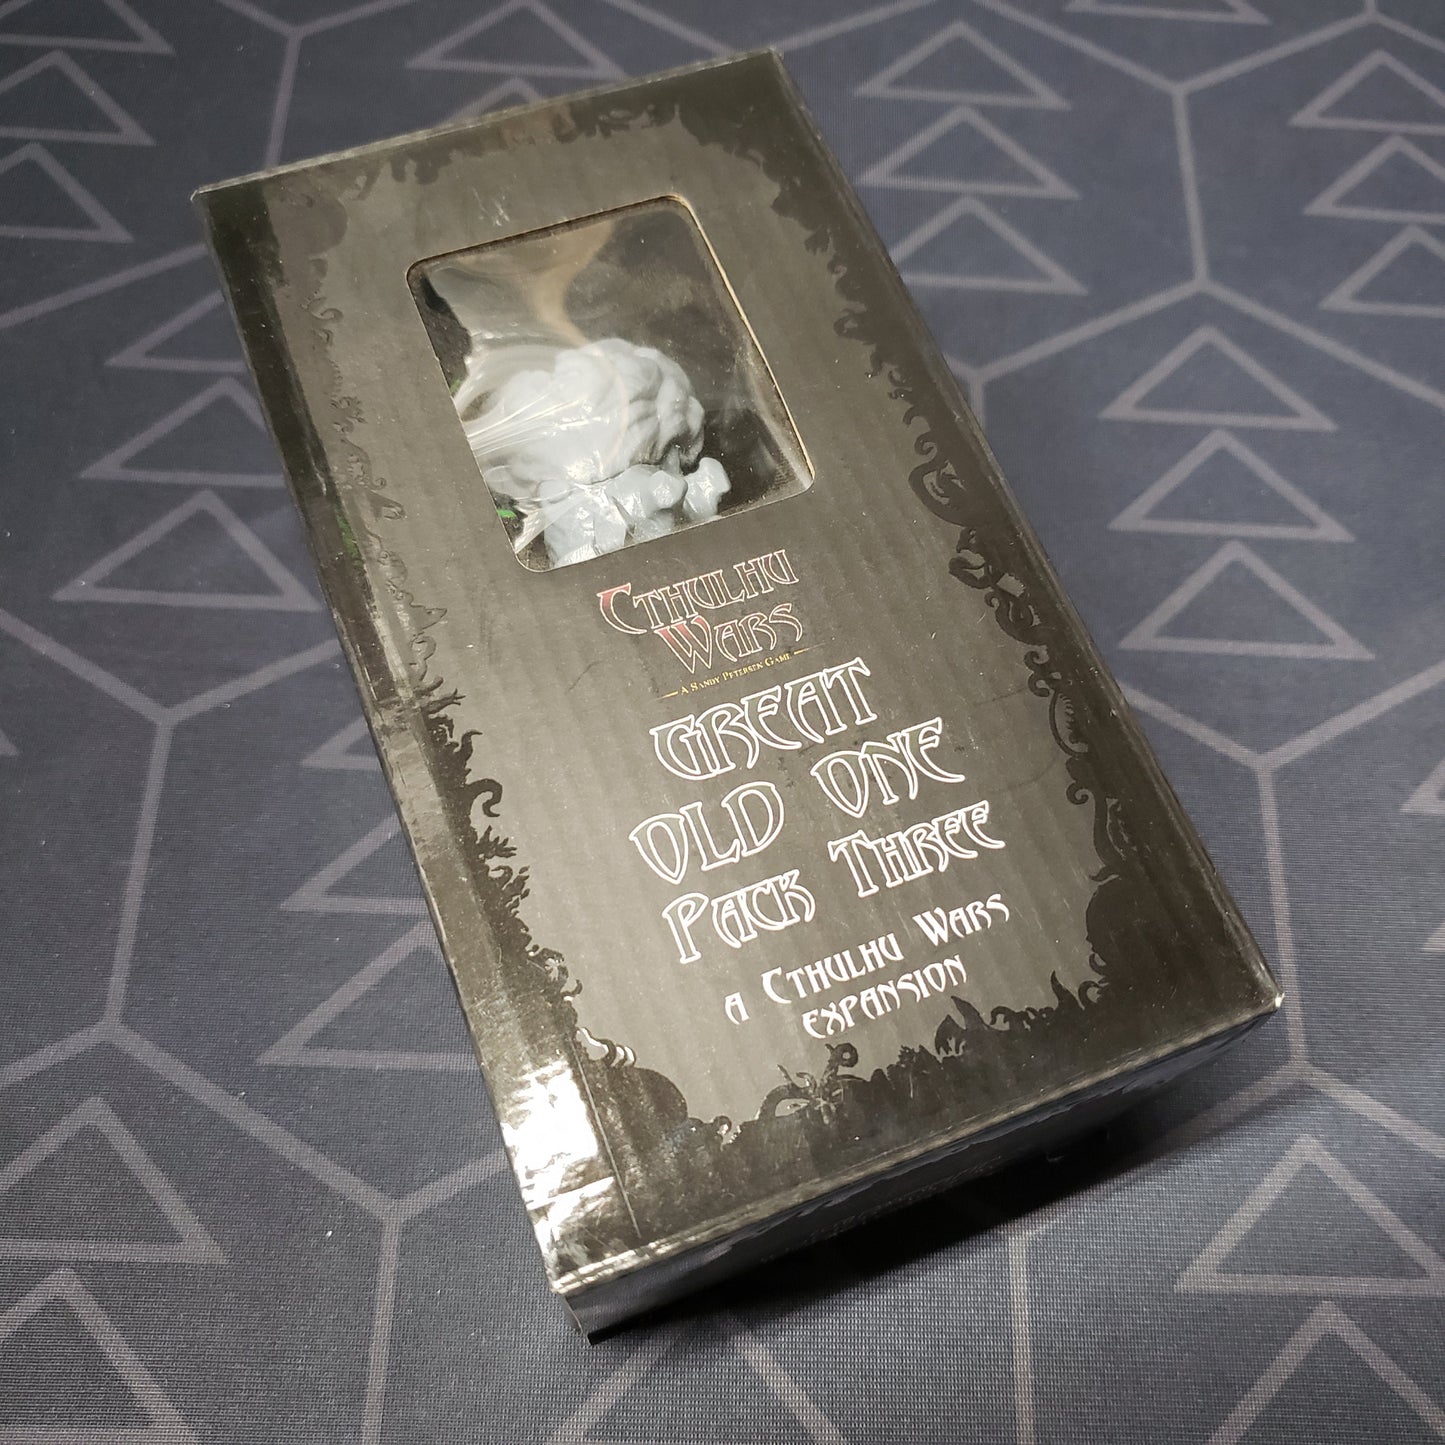 CTHULHU
WARS
A SANDY PETERSEN GAME
GREAT
OLD ONE
PACK THREE
A CTHULHU WARS
EXPANSION